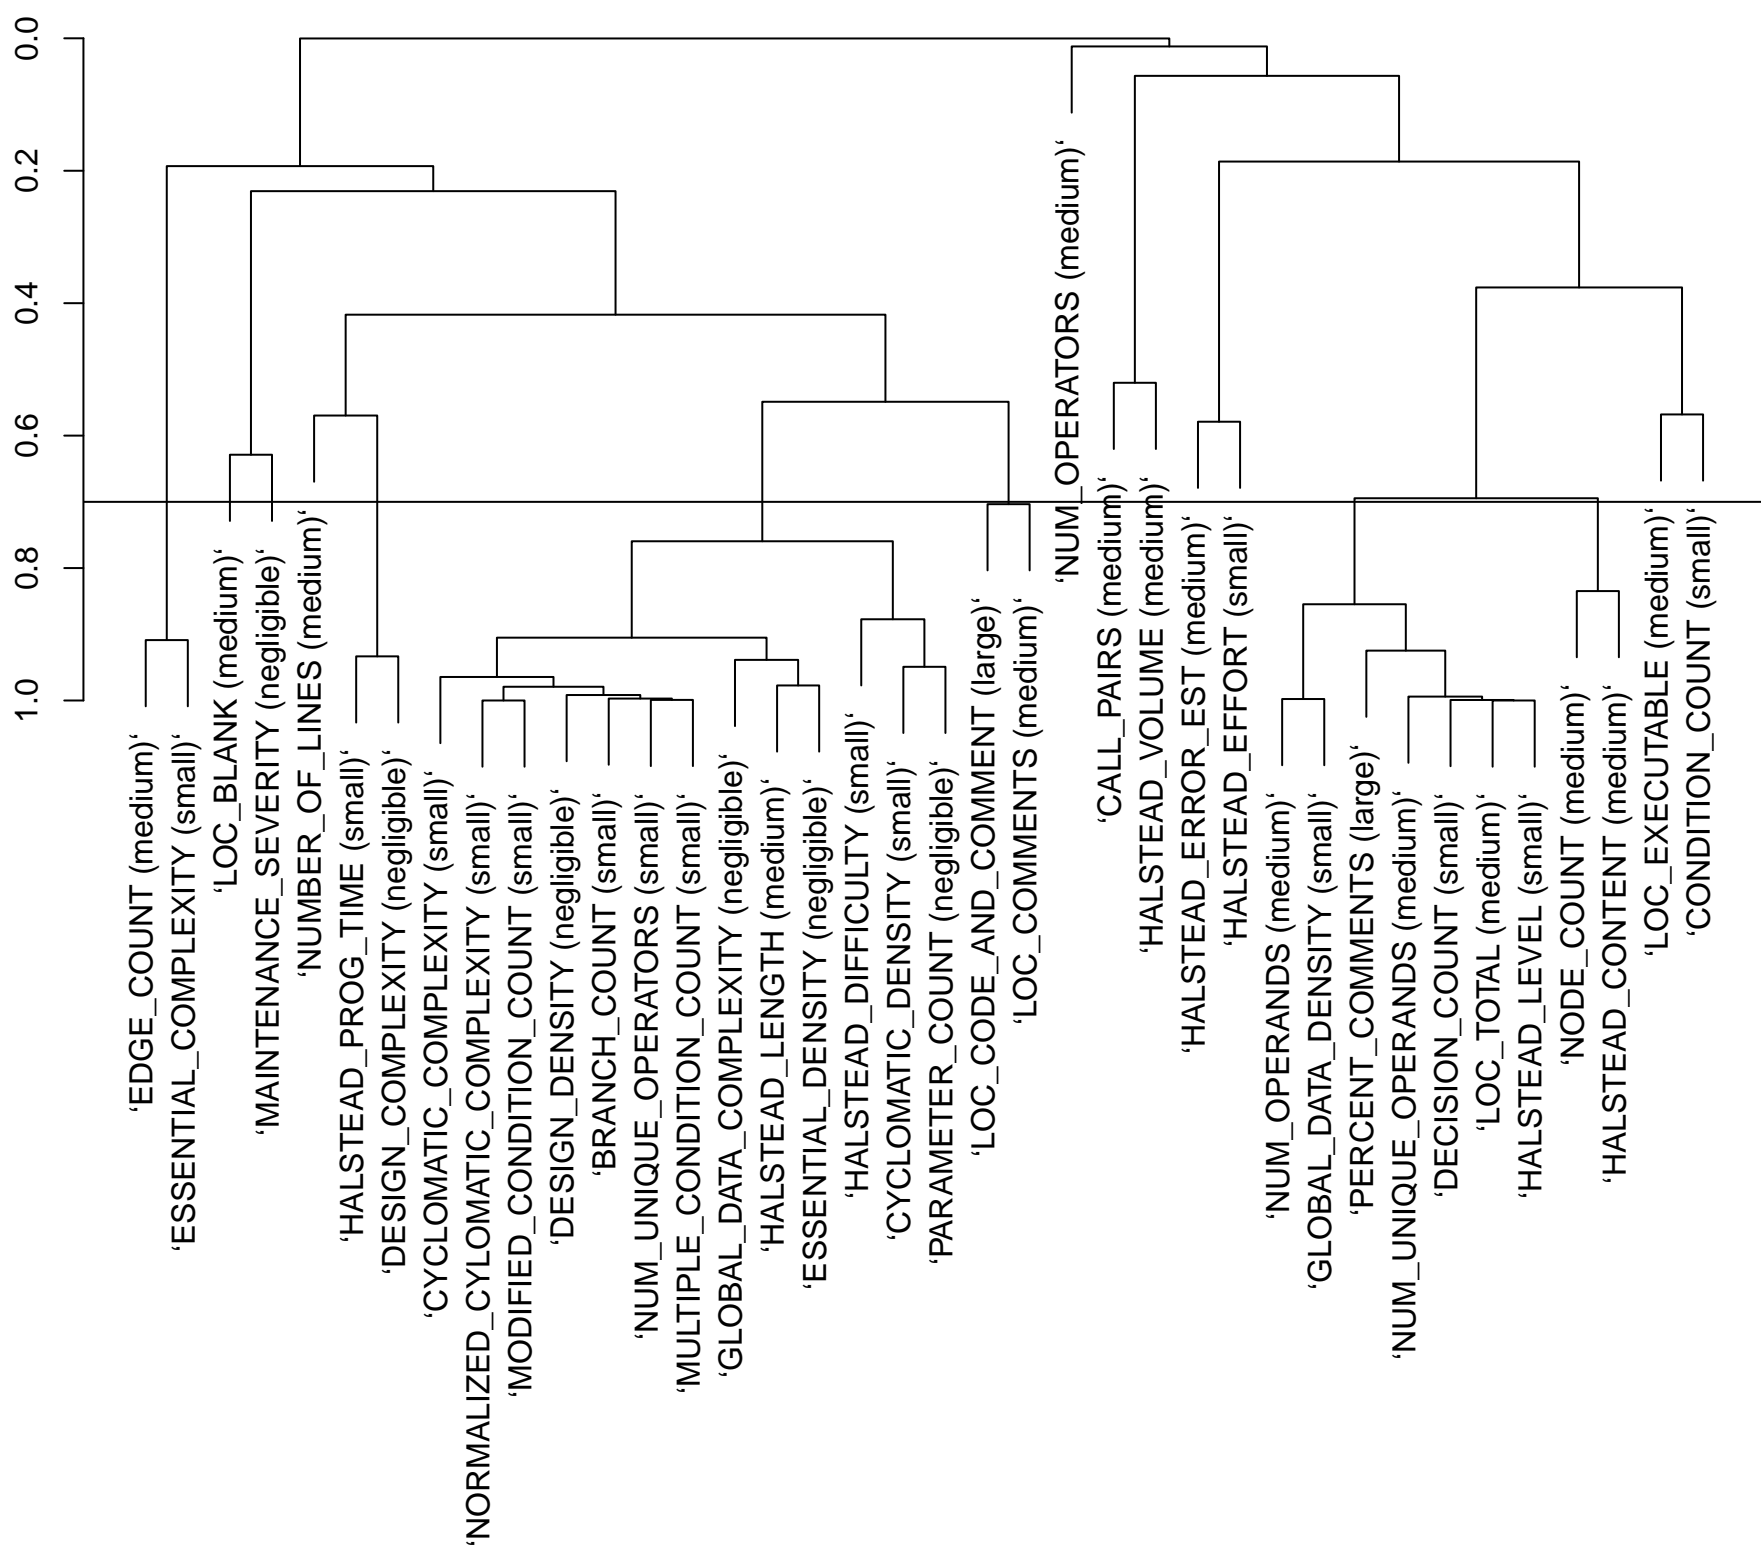 0.0
0.2
0.4
0.6
0.8
1.0
‘EDGE_COUNT (medium)‘
‘ESSENTIAL_COMPLEXITY (small)‘
‘LOC_BLANK (medium)‘
‘MAINTENANCE_SEVERITY (negligible)‘
‘NUMBER_OF_LINES (medium)‘
‘HALSTEAD_PROG_TIME (small)‘
‘DESIGN_COMPLEXITY (negligible)‘
‘CYCLOMATIC_COMPLEXITY (small)‘
‘NORMALIZED_CYLOMATIC_COMPLEXITY (small)‘
‘MODIFIED_CONDITION_COUNT (small)‘
‘DESIGN_DENSITY (negligible)‘
‘BRANCH_COUNT (small)‘
‘NUM_UNIQUE_OPERATORS (small)‘
‘MULTIPLE_CONDITION_COUNT (small)‘
‘GLOBAL_DATA_COMPLEXITY (negligible)‘
‘HALSTEAD_LENGTH (medium)‘
‘ESSENTIAL_DENSITY (negligible)‘
‘HALSTEAD_DIFFICULTY (small)‘
‘CYCLOMATIC_DENSITY (small)‘
‘PARAMETER_COUNT (negligible)‘
‘LOC_CODE_AND_COMMENT (large)‘
‘LOC_COMMENTS (medium)‘
‘NUM_OPERATORS (medium)‘
‘CALL_PAIRS (medium)‘
‘HALSTEAD_VOLUME (medium)‘
‘HALSTEAD_ERROR_EST (medium)‘
‘HALSTEAD_EFFORT (small)‘
‘NUM_OPERANDS (medium)‘
‘GLOBAL_DATA_DENSITY (small)‘
‘PERCENT_COMMENTS (large)‘
‘NUM_UNIQUE_OPERANDS (medium)‘
‘DECISION_COUNT (small)‘
‘LOC_TOTAL (medium)‘
‘HALSTEAD_LEVEL (small)‘
‘NODE_COUNT (medium)‘
‘HALSTEAD_CONTENT (medium)‘
‘LOC_EXECUTABLE (medium)‘
‘CONDITION_COUNT (small)‘